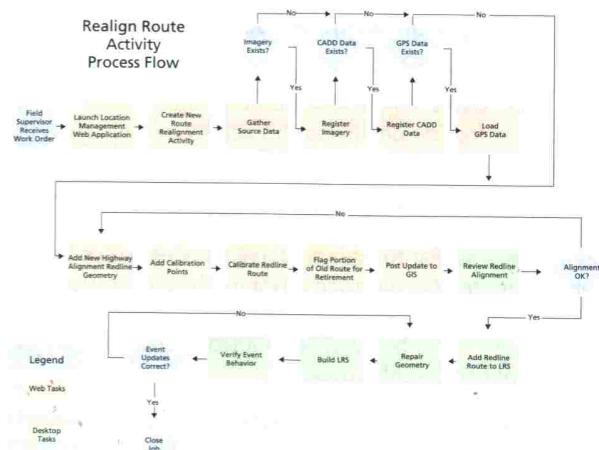 Realign Route
Activity
Process Flow
No
No
No
Imagery
Exists?
CADD Data
Exists?
GPS Data
Exists?
Yes
Yes
Yes
Field
Supervisor
Receives
Work Order
Launch Location
Management
Web Application
Create New
Route
Realignment
Activity
Gather
Source Data
Register
Imagery
Register CADD
Data
Load
GPS Data
No
Add New Highway
Alignment Redline
Geometry
Add Calibration
Points
Calibrate Redline
Route
Flag Portion
of Old Route for
Retirement
Post Update to
GIS
Review Redline
Alignment
Alignment
OK?
No
Yes
Legend
Event
Updates
Correct?
Verify Event
Behavior
Build LRS
Repair
Geometry
Add Redline
Route to LRS
Web Tasks
Yes
Desktop
Tasks
Close
Job